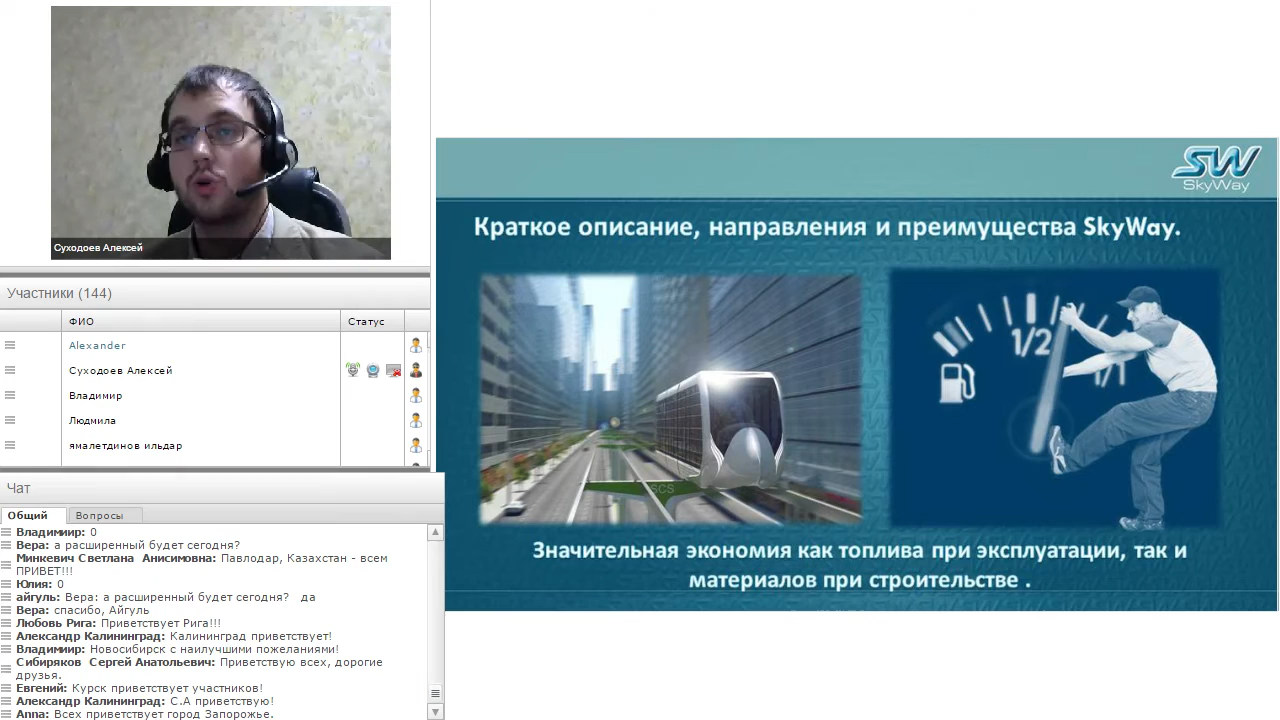 Суходоев Алексей
Участники (144)
ФИО
Статус
Alexander
Суходоев Алексей
Владимир
Людмила
ямалетдинов ильдар
Чат
Общий
Вопросы
Владимиир: 0
Вера: а расширенный будет сегодня?
Минкевич Светлана Анисимовна: Павлодар, Казахстан - всем
ПРИВЕТ!!!
Юлия: 0
айгуль: Вера: а расширенный будет сегодня? да
Вера: спасибо, Айгуль
Любовь Рига: Приветствует Рига!!!
Александр Калининград: Калининград приветствует!
Владимиир: Новосибирск с наилучшими пожеланиями!
Сибиряков Сергей Анатольевич: Приветствую всех, дорогие
друзья.
Евгений: Курск приветствует участников!
Александр Калининград: С.А приветствую!
Anna: Всех приветствует город Запорожье.
SW
SkyWay
Краткое описание, направления и преимущества SkyWay.
SCS
1/2
1/1
Значительная экономия как топлива при эксплуатации, так и
материалов при строительстве .